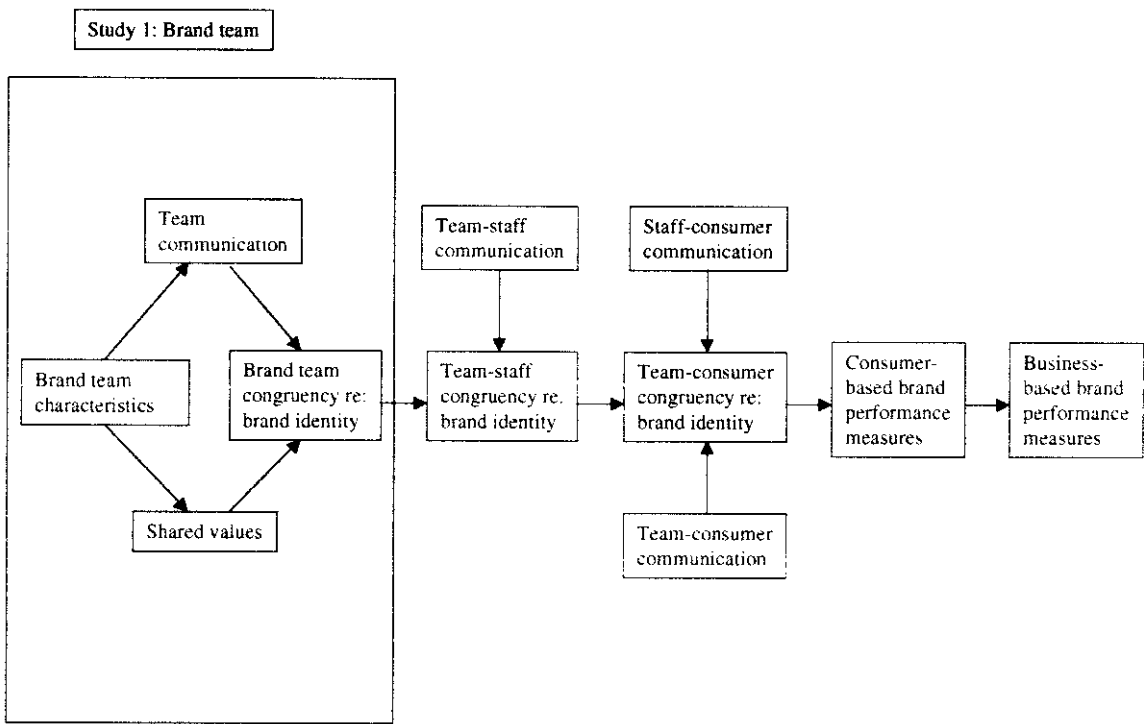 Study 1: Brand team
Team
communication
Team-staff
communication
Staff-consumer
communication
Brand team
characteristics
Brand team
congruency re:
brand identity
Team-staff
congruency re.
brand identity
Team-consumer
congruency re:
brand identity
Consumer-
based brand
performance
measures
Business-
based brand
performance
measures
Shared values
Team-consumer
communication